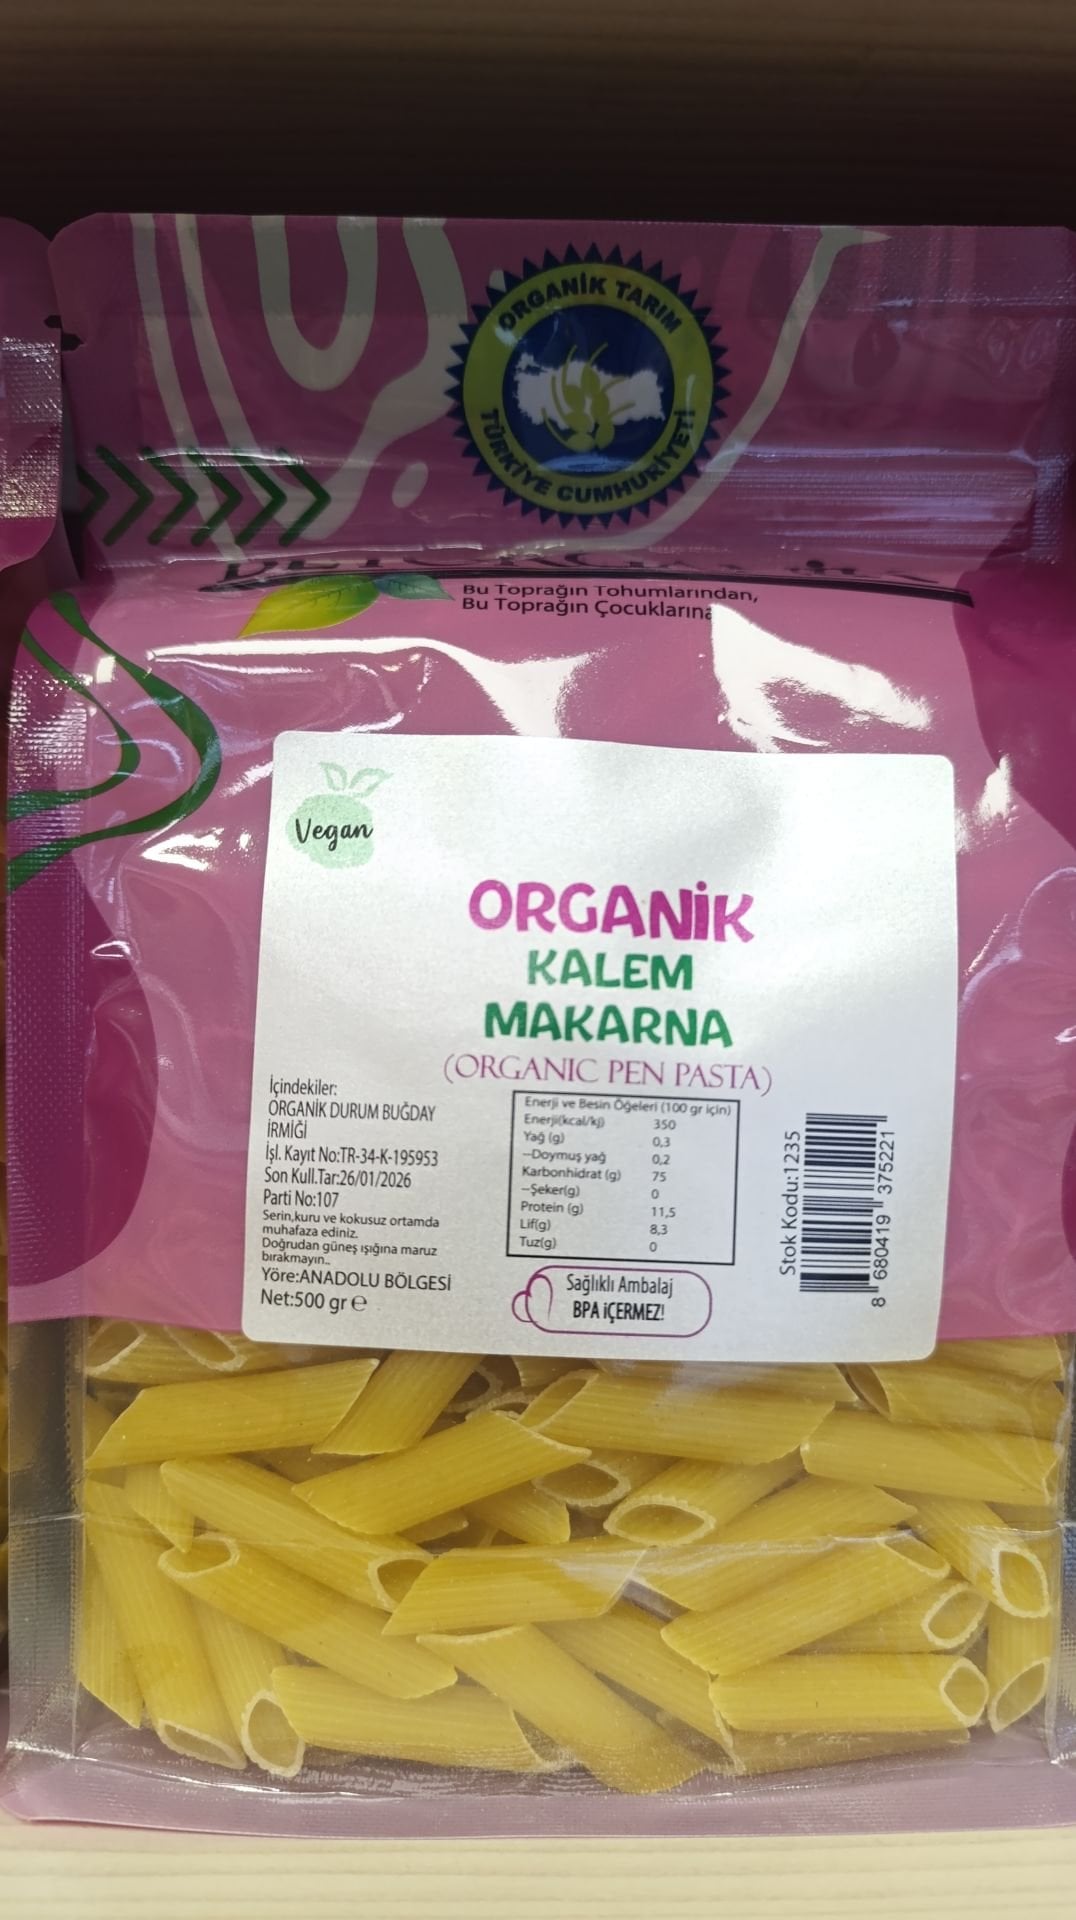 ORGANİK TARIM
TÜRKİYE CUMHURİYETİ
Bu Toprağın Tohumlarından,
Bu Toprağın Çocuklarına
Vegan
ORGANİK
KALEM
MAKARNA
(ORGANIC PEN PASTA)
İçindekiler:
ORGANİK DURUM BUĞDAY
İRMİĞİ
İşl. Kayıt No:TR-34-K-195953
Son Kull.Tar:26/01/2026
Parti No:107
Serin,kuru ve kokusuz ortamda
muhafaza ediniz.
Doğrudan güneş ışığına maruz
bırakmayın..
Yöre:ANADOLU BÖLGESİ
Net:500 gr ℮
Enerji ve Besin Öğeleri (100 gr için)
Enerji(kcal/kj) 350
Yağ (g) 0,3
--Doymuş yağ 0,2
Karbonhidrat (g) 75
--Şeker(g) 0
Protein (g) 11,5
Lif(g) 8,3
Tuz(g) 0
Sağlıklı Ambalaj
BPA İÇERMEZ!
Stok Kodu:1235
8 680419 375221